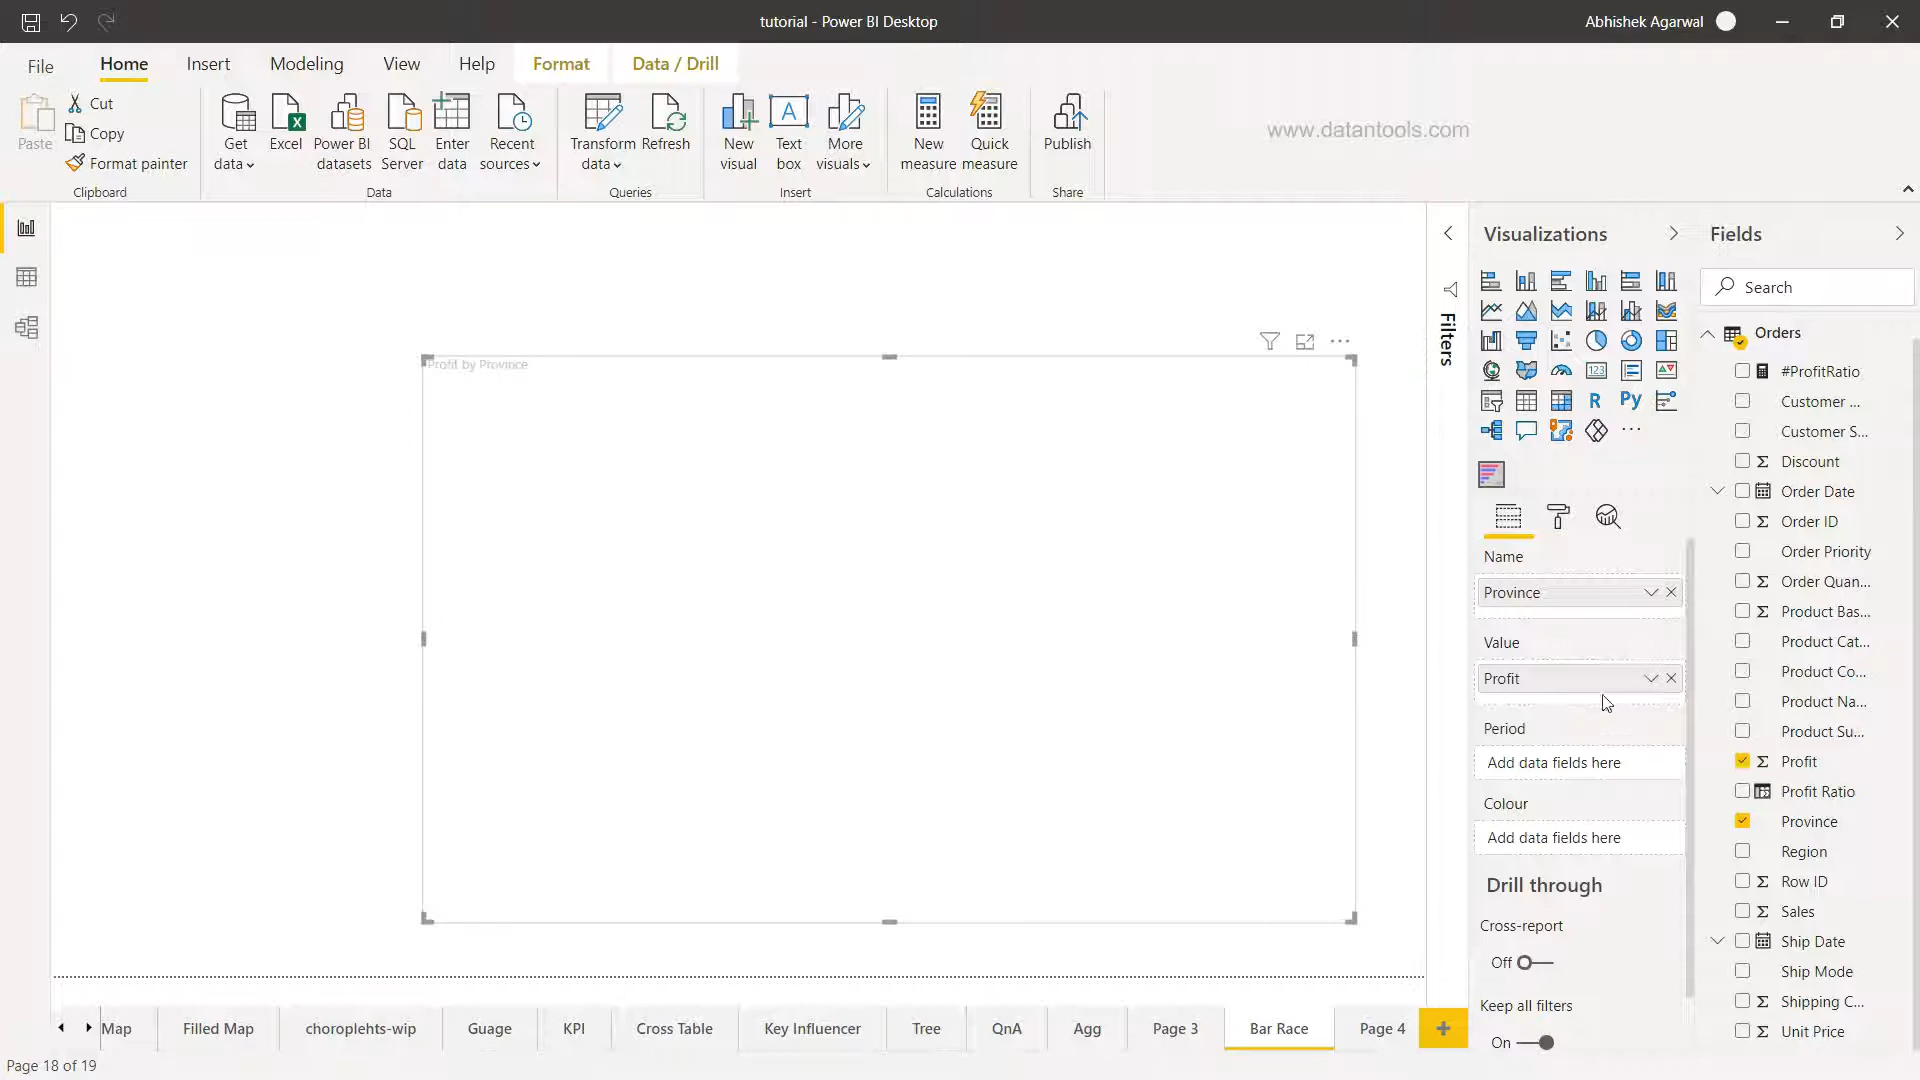 tutorial - Power BI Desktop
Abhishek Agarwal
File
Home
Insert
Modeling
View
Help
Format
Data / Drill
Paste
Cut
Copy
Format painter
Clipboard
Get data
Excel
Power BI datasets
SQL Server
Enter data
Recent sources
Data
Transform data
Refresh
Queries
New visual
Text box
More visuals
Insert
New measure
Quick measure
Calculations
Publish
Share
www.datantools.com
Profit by Province
Filters
Visualizations
123
R
Py
Name
Province
Value
Profit
Period
Add data fields here
Colour
Add data fields here
Drill through
Cross-report
Off
Keep all filters
On
Fields
Search
Orders
#ProfitRatio
Customer ...
Customer S...
Discount
Order Date
Order ID
Order Priority
Order Quan...
Product Bas...
Product Cat...
Product Co...
Product Na...
Product Su...
Profit
Profit Ratio
Province
Region
Row ID
Sales
Ship Date
Ship Mode
Shipping C...
Unit Price
Map
Filled Map
choroplehts-wip
Guage
KPI
Cross Table
Key Influencer
Tree
QnA
Agg
Page 3
Bar Race
Page 4
Page 18 of 19